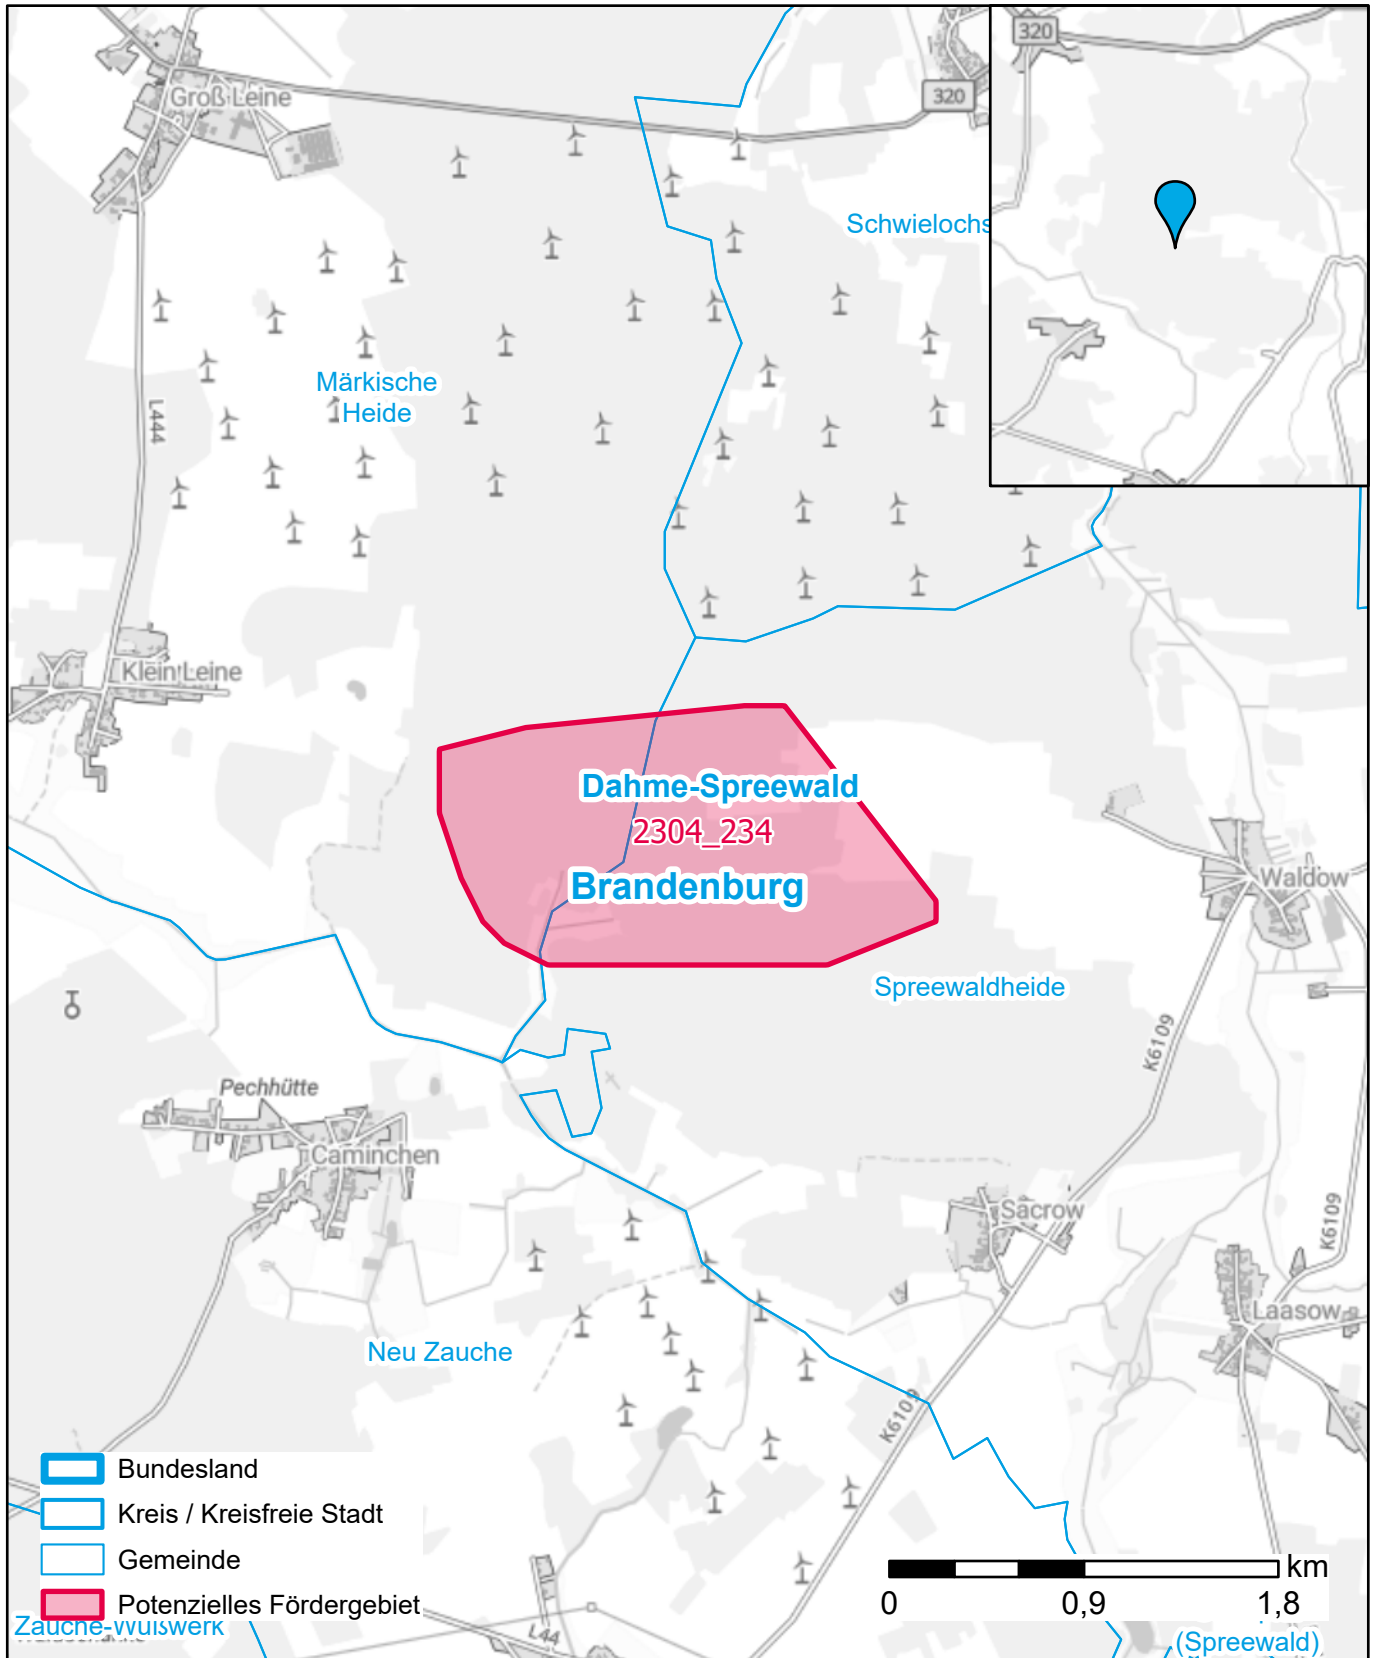 320
Groß Leine
320
Schwielochs
Märkische
Heide
L444
Klein Leine
Dahme-Spreewald
2304_234
Brandenburg
Waldow
Spreewaldheide
K6109
Pechhütte
Caminchen
Sacrow
K6109
Laasow
Neu Zauche
K6109
Bundesland
Kreis / Kreisfreie Stadt
Gemeinde
Potenzielles Fördergebiet
km
0 0,9 1,8
Zauche-Wußwerk
L44
(Spreewald)